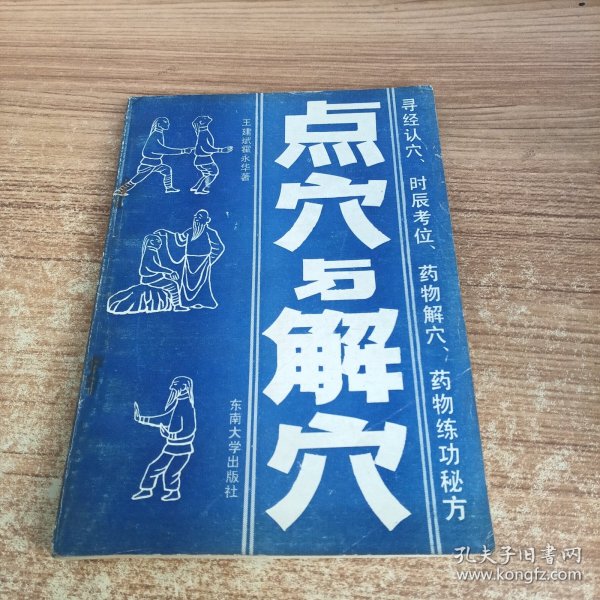 寻经认穴、时辰考位、药物解穴、药物练功秘方
点穴与解穴
王建斌霍永华著
东南大学出版社
孔夫子旧书网
www.kongfz.com